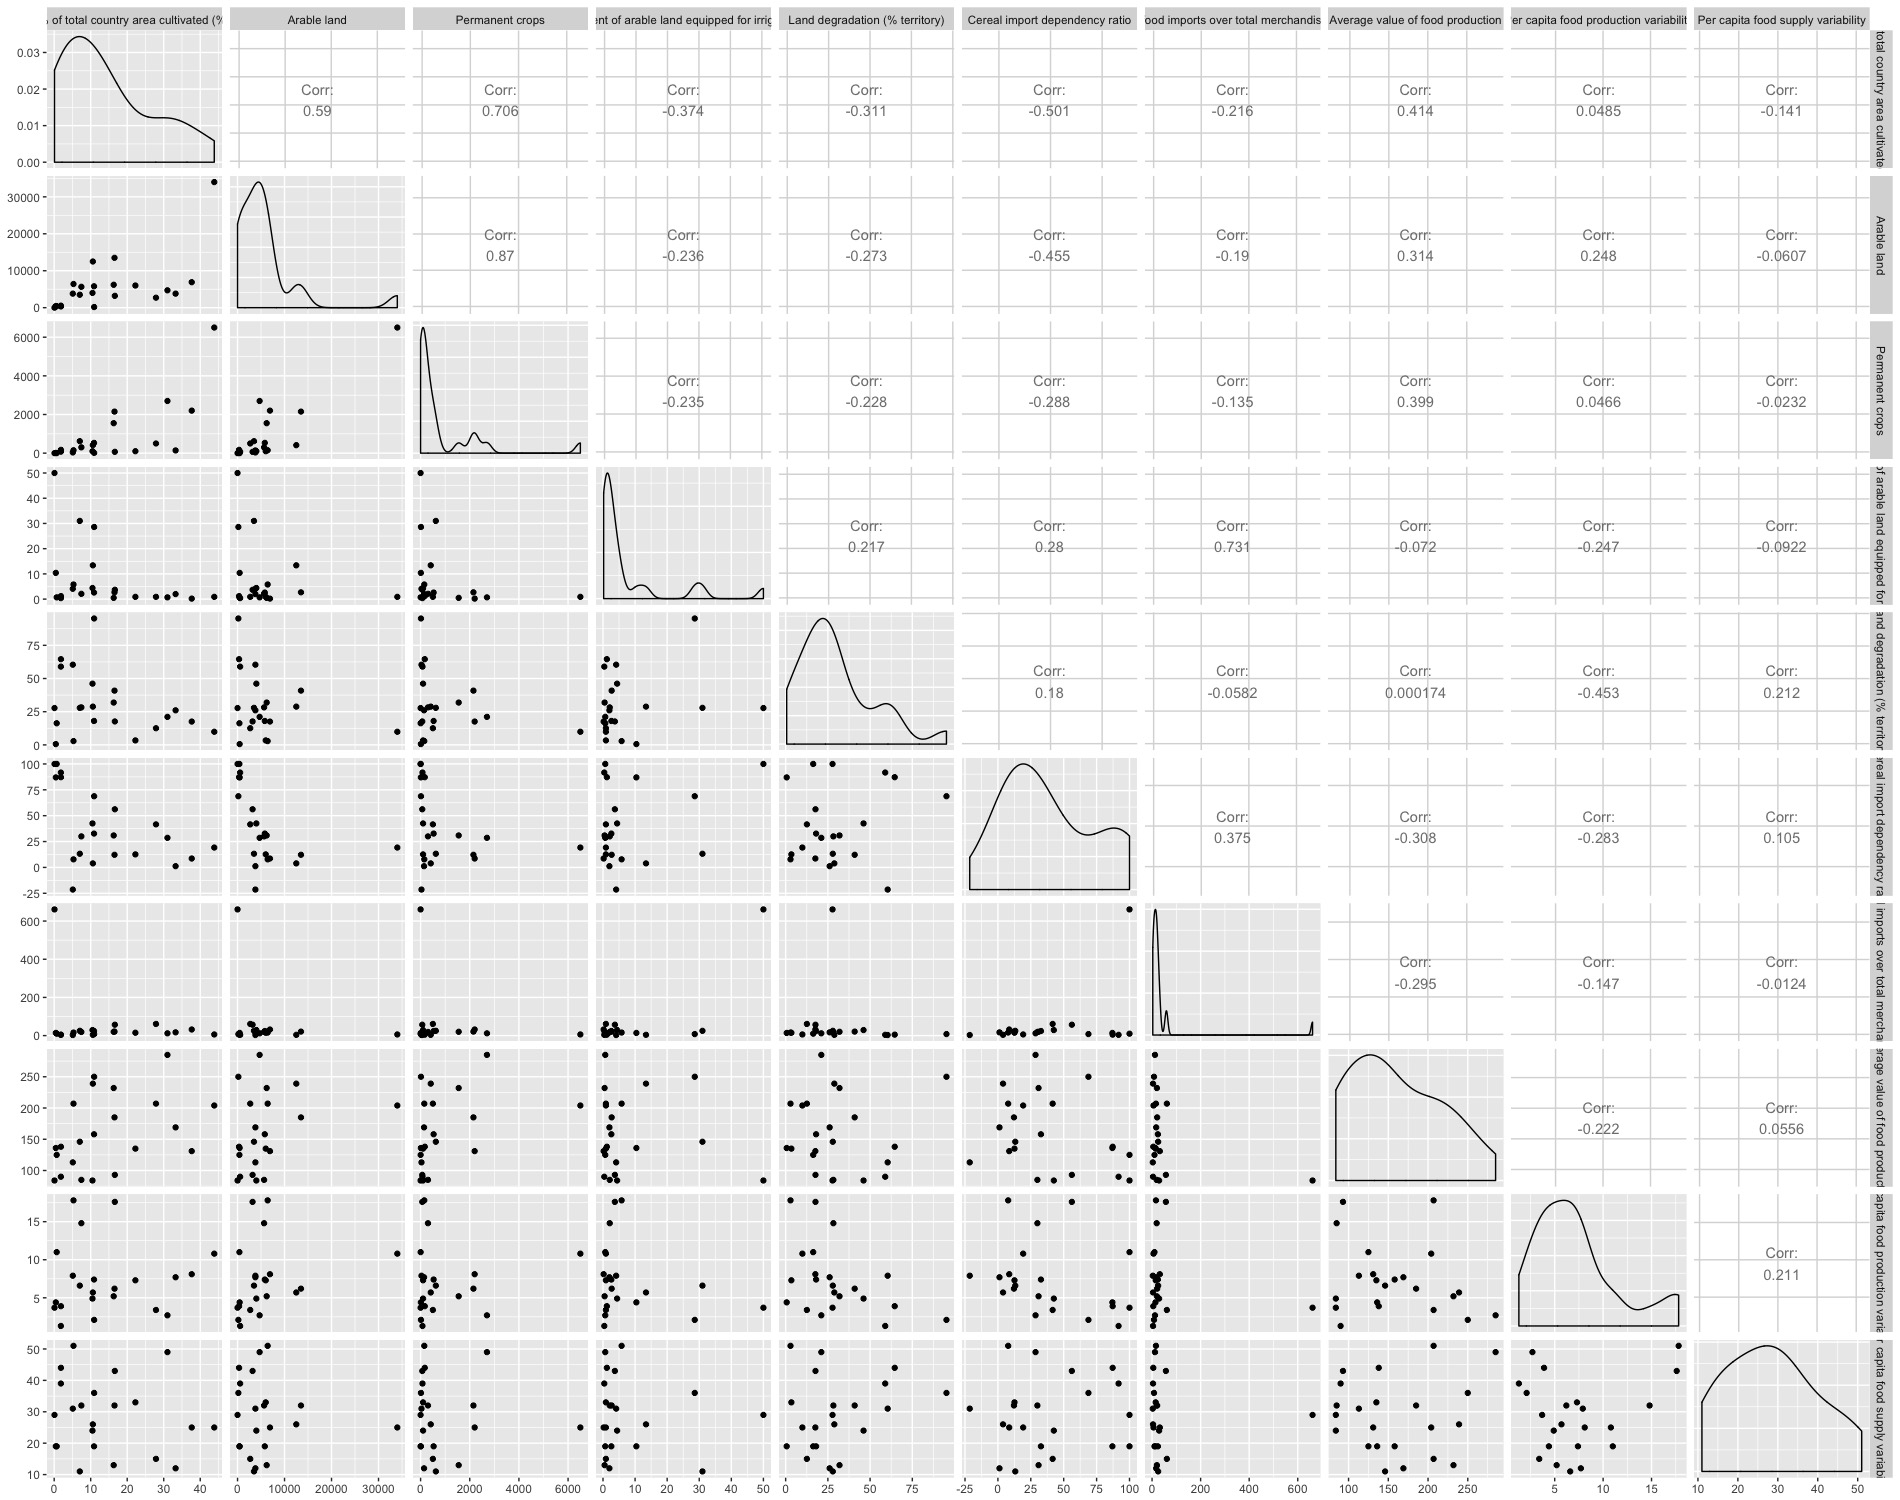 of total country area cultivated (%
Arable land
Permanent crops
ent of arable land equipped for irrig
Land degradation (% territory)
Cereal import dependency ratio
ood imports over total merchandis
Average value of food production
er capita food production variabilit
Per capita food supply variability
0.03
0.02
0.01
0.00
Corr:
0.59
Corr:
0.706
Corr:
-0.374
Corr:
-0.311
Corr:
-0.501
Corr:
-0.216
Corr:
0.414
Corr:
0.0485
Corr:
-0.141
total country area cultivate
30000
20000
10000
0
Corr:
0.87
Corr:
-0.236
Corr:
-0.273
Corr:
-0.455
Corr:
-0.19
Corr:
0.314
Corr:
0.248
Corr:
-0.0607
Arable land
6000
4000
2000
0
Corr:
-0.235
Corr:
-0.228
Corr:
-0.288
Corr:
-0.135
Corr:
0.399
Corr:
0.0466
Corr:
-0.0232
Permanent crops
50
40
30
20
10
0
Corr:
0.217
Corr:
0.28
Corr:
0.731
Corr:
-0.072
Corr:
-0.247
Corr:
-0.0922
of arable land equipped for
75
50
25
0
Corr:
0.18
Corr:
-0.0582
Corr:
0.000174
Corr:
-0.453
Corr:
0.212
and degradation (% territor
100
75
50
25
0
-25
Corr:
0.375
Corr:
-0.308
Corr:
-0.283
Corr:
0.105
ereal import dependency ra
600
400
200
0
Corr:
-0.295
Corr:
-0.147
Corr:
-0.0124
imports over total mercha
250
200
150
100
Corr:
-0.222
Corr:
0.0556
erage value of food produc
15
10
5
Corr:
0.211
capita food production varia
50
40
30
20
10
r capita food supply variabi
0 10 20 30 40
0 10000 20000 30000
0 2000 4000 6000
0 10 20 30 40 50
0 25 50 75
-25 0 25 50 75 100
0 200 400 600
100 150 200 250
5 10 15
10 20 30 40 50